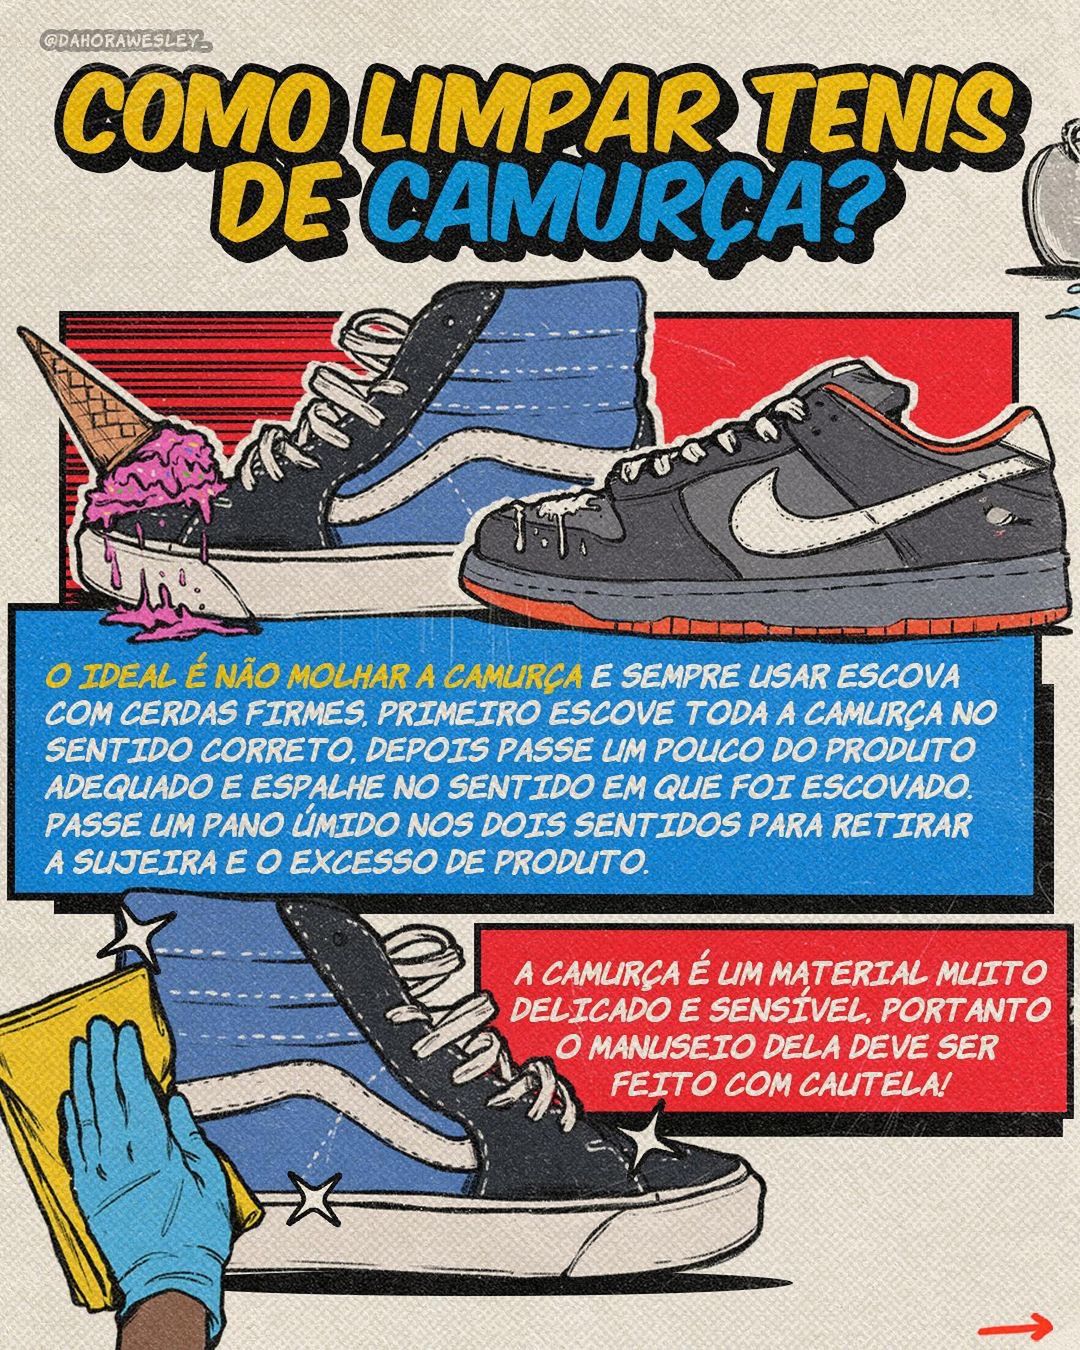 @DAHORAWESLEY_
COMO LIMPAR TENIS
DE CAMURÇA?
O IDEAL É NÃO MOLHAR A CAMURÇA E SEMPRE USAR ESCOVA
COM CERDAS FIRMES, PRIMEIRO ESCOVE TODA A CAMURÇA NO
SENTIDO CORRETO, DEPOIS PASSE UM POUCO DO PRODUTO
ADEQUADO E ESPALHE NO SENTIDO EM QUE FOI ESCOVADO.
PASSE UM PANO ÚMIDO NOS DOIS SENTIDOS PARA RETIRAR
A SUJEIRA E O EXCESSO DE PRODUTO.
A CAMURÇA É UM MATERIAL MUITO
DELICADO E SENSÍVEL, PORTANTO
O MANUSEIO DELA DEVE SER
FEITO COM CAUTELA!